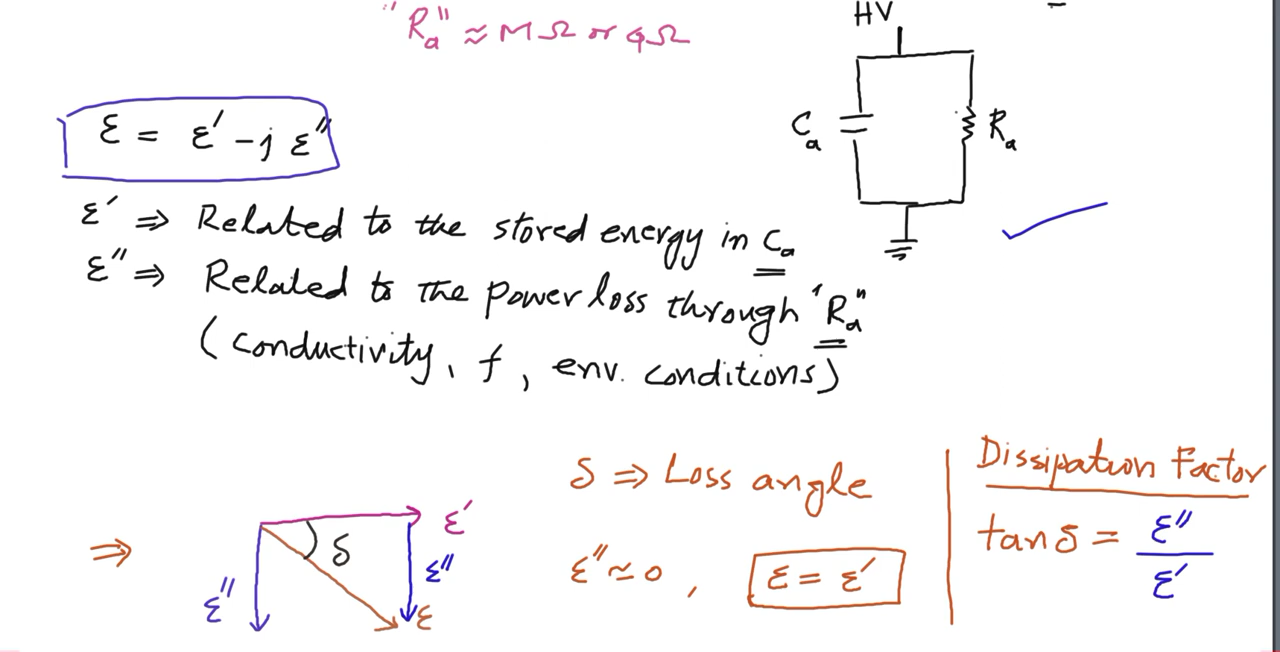 "Ra" ≈ MΩ or GΩ
HV
Ca
Ra
ε = ε′ - j ε″
ε′ ⇒ Related to the stored energy in Ca
ε″ ⇒ Related to the power loss through "Ra"
(conductivity, f, env. conditions)
δ ⇒ Loss angle
ε″ ≃ 0, ε = ε′
Dissipation Factor
tan δ = ε″/ε′
⇒
ε′
δ
ε″
ε″
ε